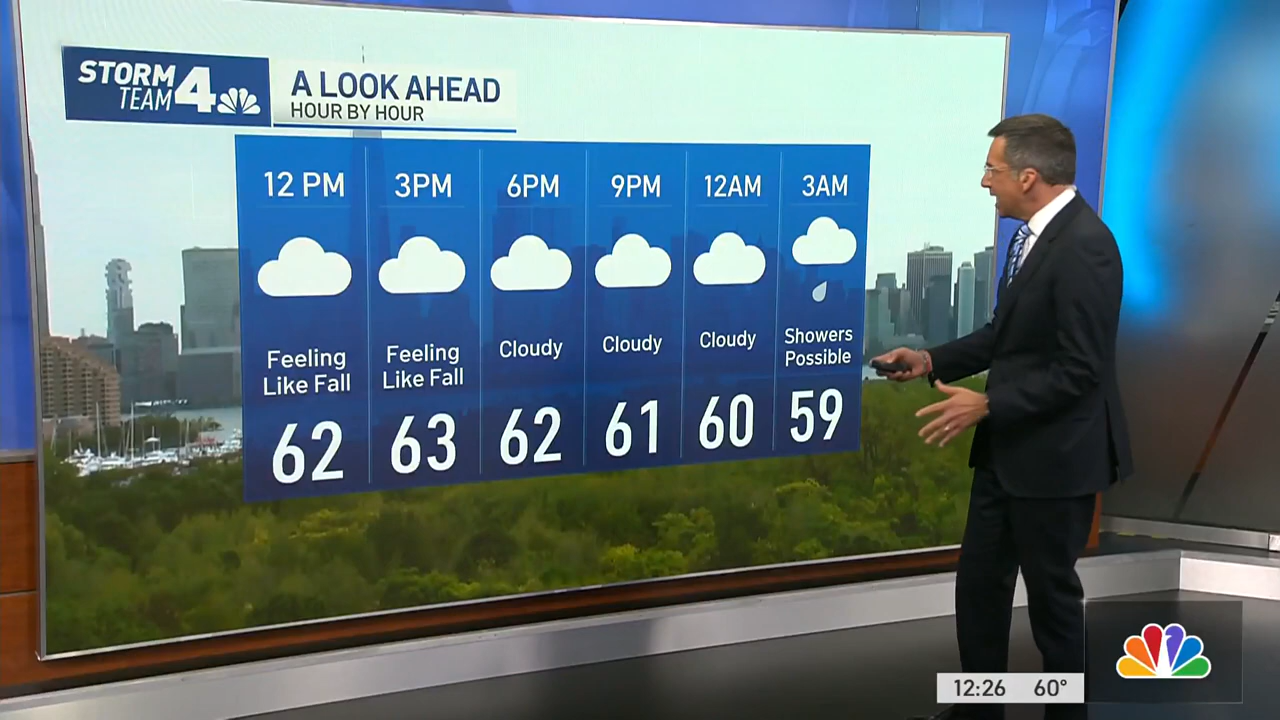 STORM
TEAM 4
A LOOK AHEAD
HOUR BY HOUR
12 PM 3PM 6PM 9PM 12AM 3AM
Feeling
Like Fall
Feeling
Like Fall
Cloudy
Cloudy
Cloudy
Showers
Possible
62 63 62 61 60 59
12:26 60°